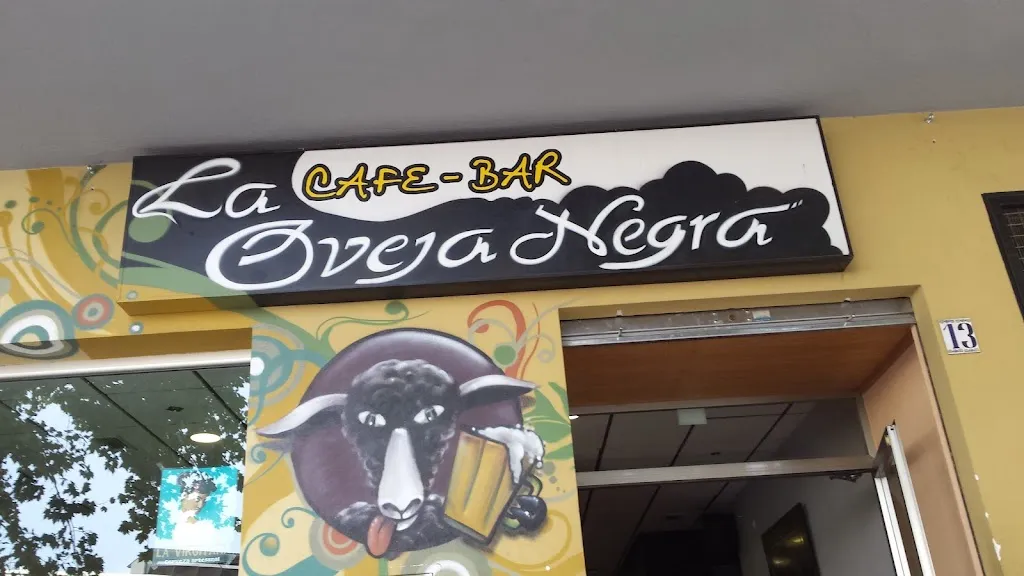 CAFE-BAR
La
Oveja Negra"
13